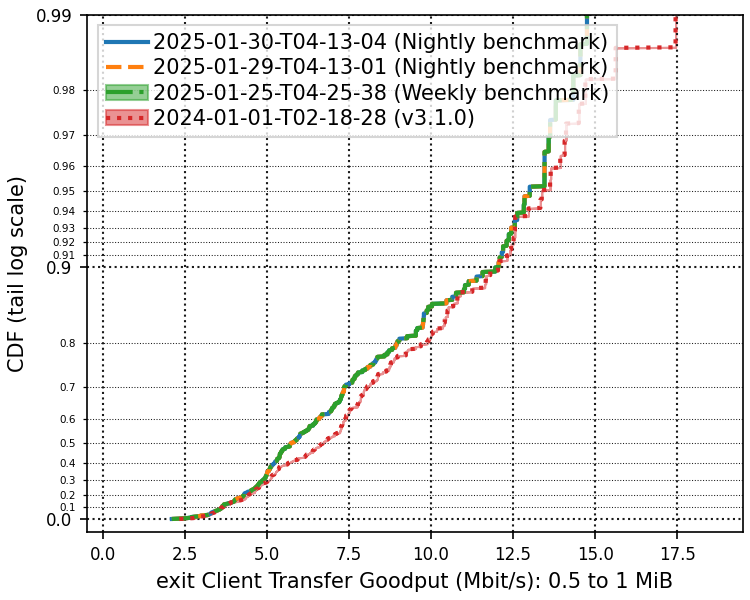 0.99
2025-01-30-T04-13-04 (Nightly benchmark)
2025-01-29-T04-13-01 (Nightly benchmark)
2025-01-25-T04-25-38 (Weekly benchmark)
2024-01-01-T02-18-28 (v3.1.0)
0.98
0.97
0.96
0.95
0.94
0.93
0.92
0.91
0.9
0.8
0.7
0.6
0.5
0.4
0.3
0.2
0.1
0.0
CDF (tail log scale)
0.0 2.5 5.0 7.5 10.0 12.5 15.0 17.5
exit Client Transfer Goodput (Mbit/s): 0.5 to 1 MiB